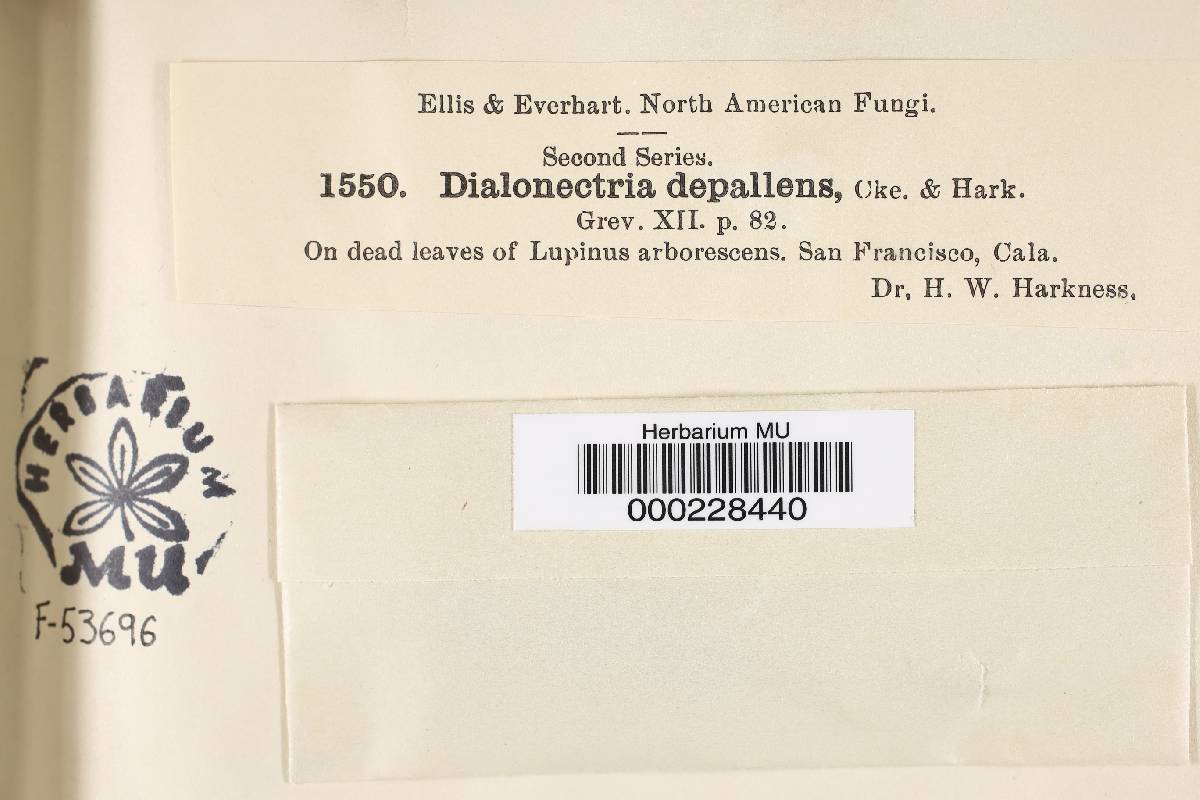 Ellis & Everhart. North American Fungi.
Second Series.
1550. Dialonectria depallens, Cke. & Hark.
Grev. XII. p. 82.
On dead leaves of Lupinus arborescens. San Francisco, Cala.
Dr. H. W. Harkness.
HERBARIUM
MU
F-53696
Herbarium MU
000228440